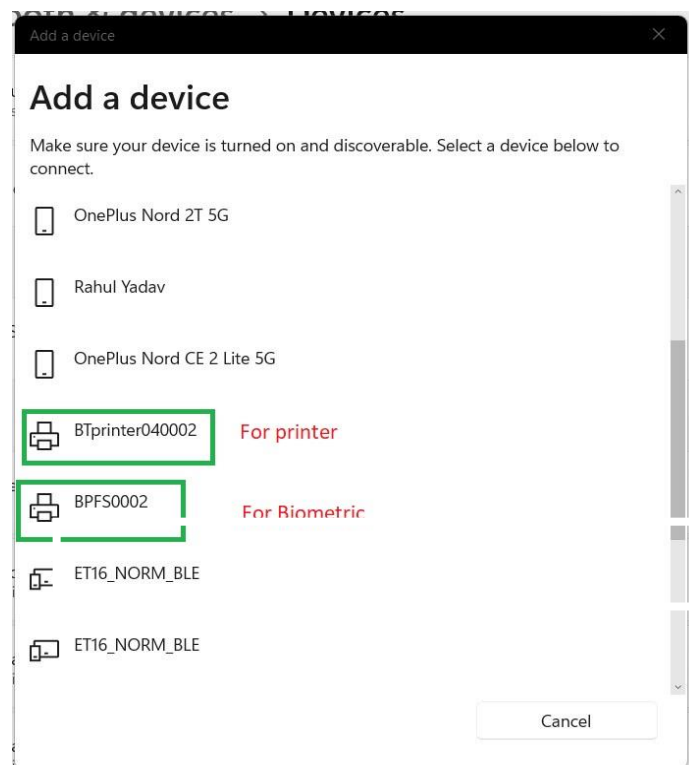 Add a device
Add a device
Make sure your device is turned on and discoverable. Select a device below to
connect.
OnePlus Nord 2T 5G
Rahul Yadav
OnePlus Nord CE 2 Lite 5G
BTprinter040002 For printer
BPFS0002 For Biometric
ET16_NORM_BLE
ET16_NORM_BLE
Cancel